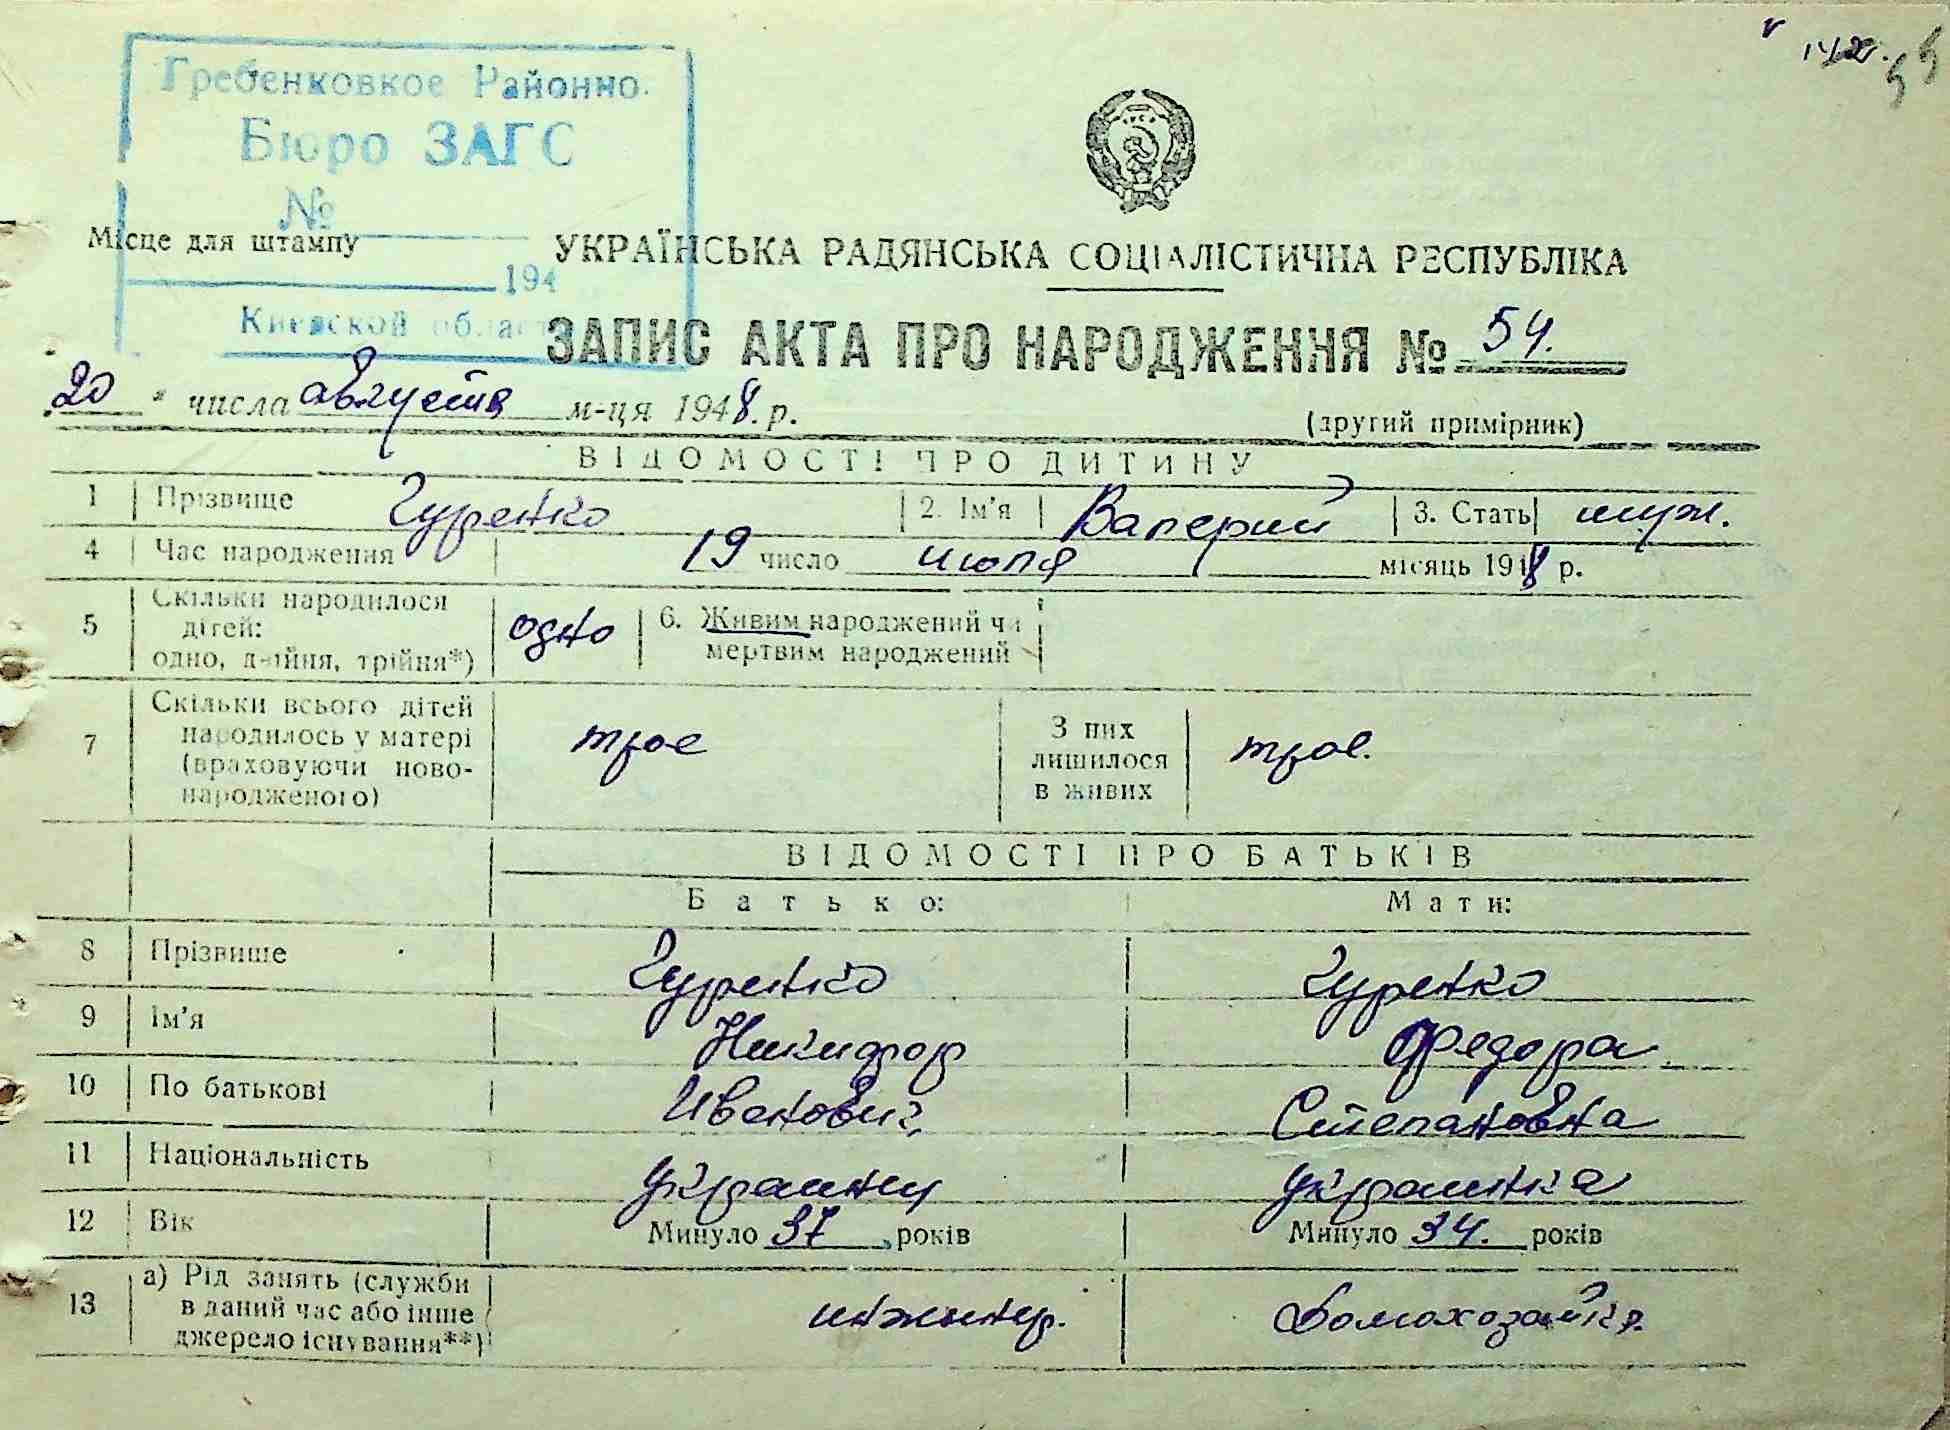 Гребенковкое Районно.
Бюро ЗАГС
№
Місце для штампу
194
Киевской област
УКРАЇНСЬКА РАДЯНСЬКА СОЦІАЛІСТИЧНА РЕСПУБЛІКА
ЗАПИС АКТА ПРО НАРОДЖЕННЯ № 54.
20 " числа августа м-ця 1948. р.
(другий примірник)
ВІДОМОСТІ ПРО ДИТИНУ
1 Прізвище Гуренко 2. Ім'я Валерий 3. Стать муж.
4 Час народження 19 число июля місяць 1948 р.
5 Скільки народилося дітей: одно, двійня, трійня*) одно 6. Живим народжений чи мертвим народжений
7 Скільки всього дітей народилось у матері (враховуючи новонародженого) трое З них лишилося в живих трое.
ВІДОМОСТІ ПРО БАТЬКІВ
Батько: Мати:
8 Прізвище Гуренко Гуренко
9 Ім'я Никифор Федора
10 По батькові Иванович Степановна
11 Національність украинец украинка
12 Вік Минуло 37 років Минуло 34. років
13 а) Рід занять (служби в даний час або інше джерело існування**) инженер. Домохозайка